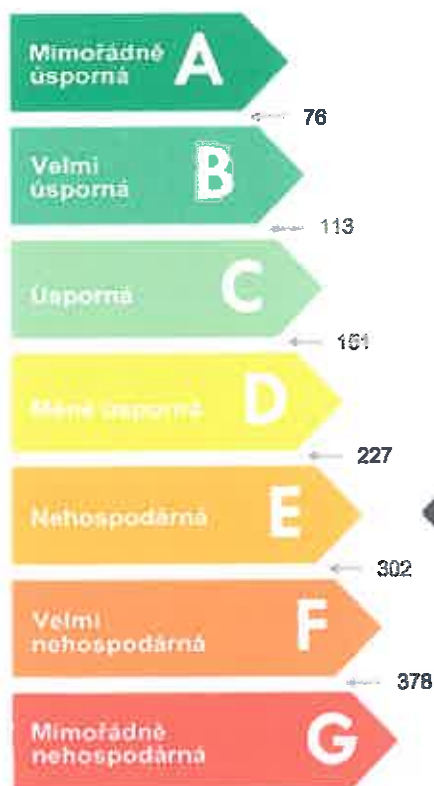 Mimořádně
úsporná
A
76
Velmi
úsporná
B
113
Úsporná
C
151
Méně úsporná
D
227
Nehospodárná
E
302
Velmi
nehospodárná
F
378
Mimořádně
nehospodárná
G